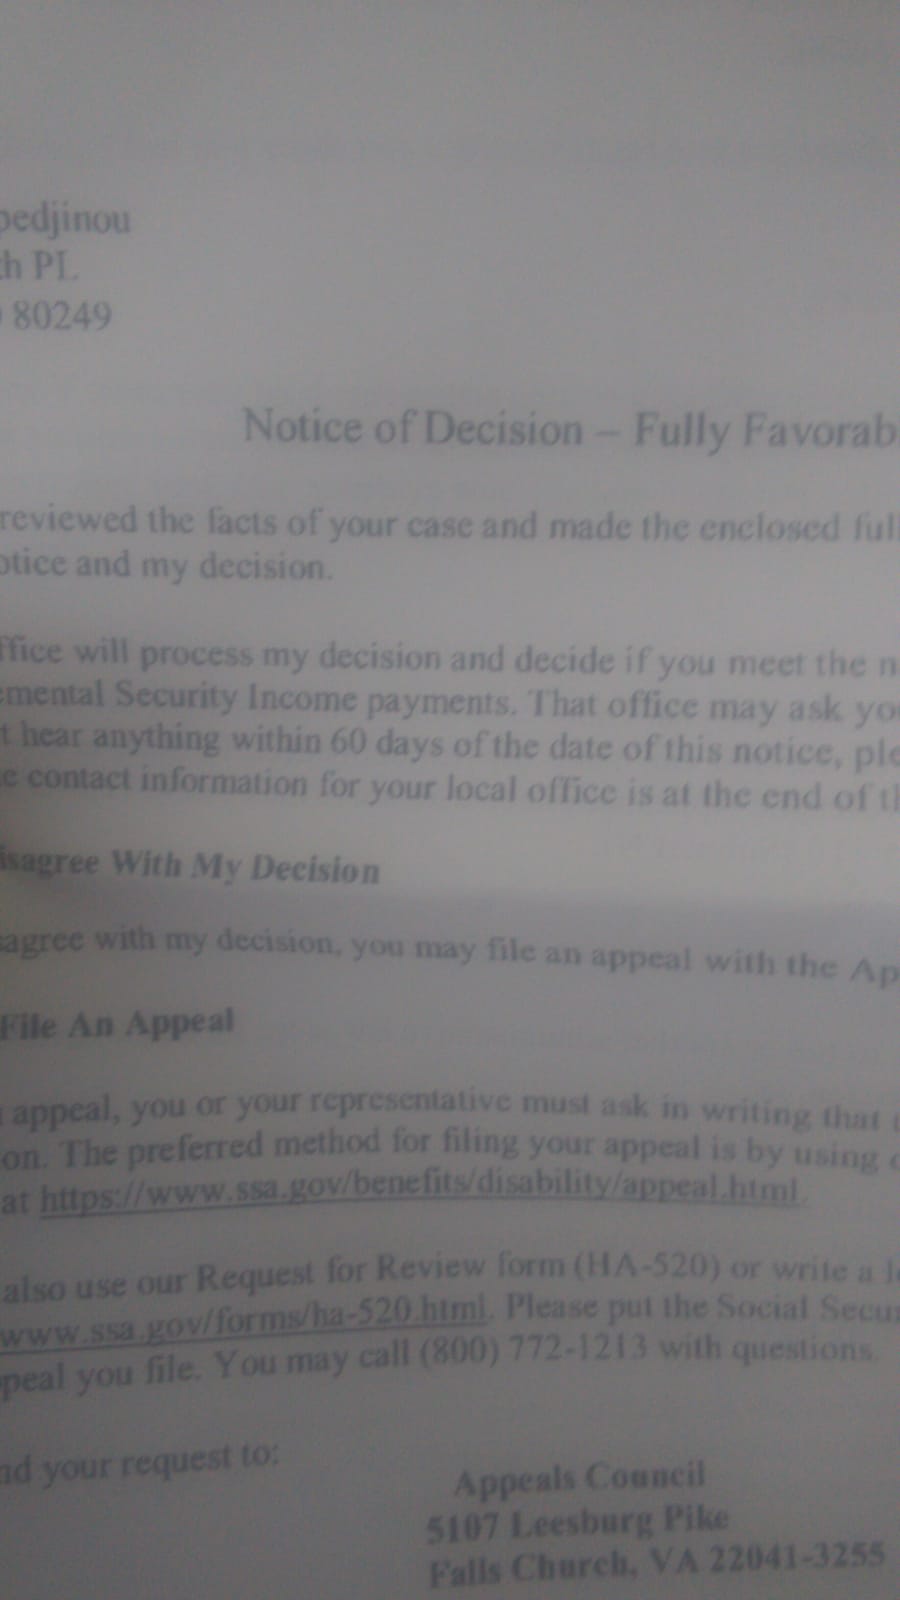 pedjinou
th PL
80249
Notice of Decision – Fully Favorab
reviewed the facts of your case and made the enclosed full
otice and my decision.
ffice will process my decision and decide if you meet the n
emental Security Income payments. That office may ask you
t hear anything within 60 days of the date of this notice, ple
e contact information for your local office is at the end of th
isagree With My Decision
sagree with my decision, you may file an appeal with the Ap
File An Appeal
appeal, you or your representative must ask in writing that
on. The preferred method for filing your appeal is by using
at https://www.ssa.gov/benefits/disability/appeal.html.
also use our Request for Review form (HA-520) or write a le
www.ssa.gov/forms/ha-520.html. Please put the Social Secur
ppeal you file. You may call (800) 772-1213 with questions.
nd your request to:
Appeals Council
5107 Leesburg Pike
Falls Church, VA 22041-3255